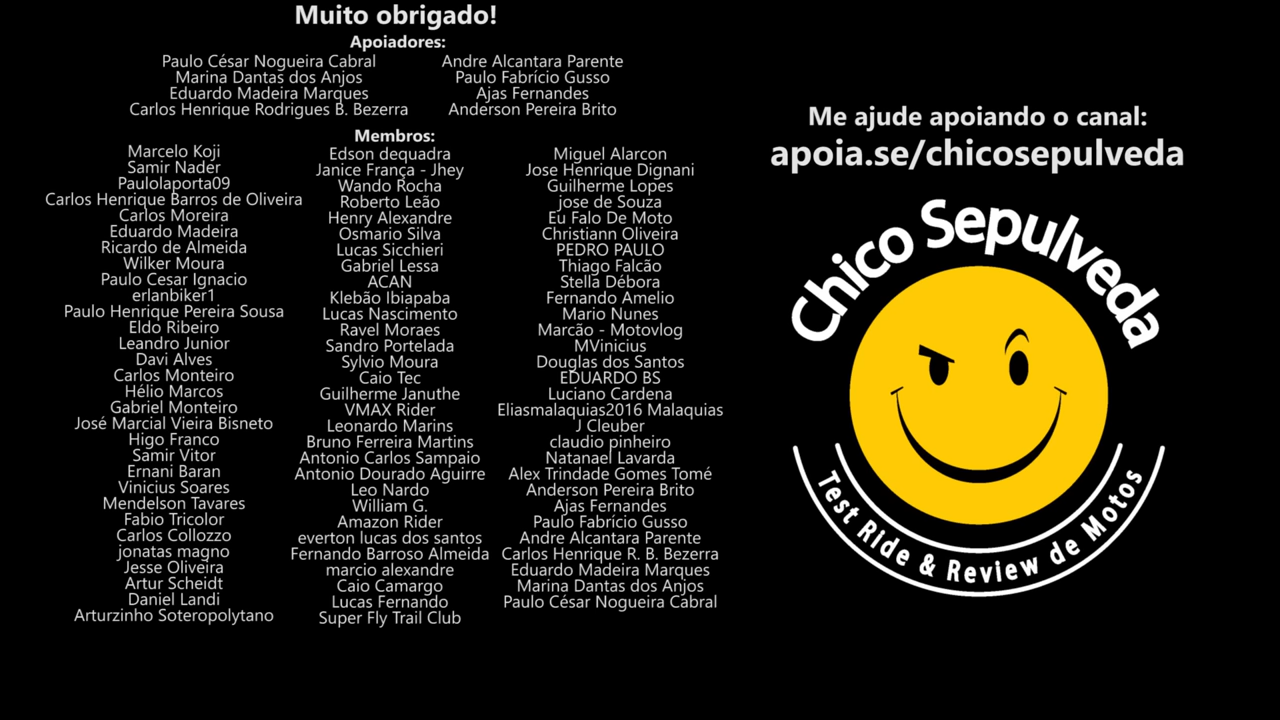 Muito obrigado!
Apoiadores:
Paulo César Nogueira Cabral
Marina Dantas dos Anjos
Eduardo Madeira Marques
Carlos Henrique Rodrigues B. Bezerra
Andre Alcantara Parente
Paulo Fabrício Gusso
Ajas Fernandes
Anderson Pereira Brito
Membros:
Marcelo Koji
Samir Nader
Paulolaporta09
Carlos Henrique Barros de Oliveira
Carlos Moreira
Eduardo Madeira
Ricardo de Almeida
Wilker Moura
Paulo Cesar Ignacio
erlanbiker1
Paulo Henrique Pereira Sousa
Eldo Ribeiro
Leandro Junior
Davi Alves
Carlos Monteiro
Hélio Marcos
Gabriel Monteiro
José Marcial Vieira Bisneto
Higo Franco
Samir Vitor
Ernani Baran
Vinicius Soares
Mendelson Tavares
Fabio Tricolor
Carlos Collozzo
jonatas magno
Jesse Oliveira
Artur Scheidt
Daniel Landi
Arturzinho Soteropolytano
Edson dequadra
Janice França - Jhey
Wando Rocha
Roberto Leão
Henry Alexandre
Osmario Silva
Lucas Sicchieri
Gabriel Lessa
ACAN
Klebão Ibiapaba
Lucas Nascimento
Ravel Moraes
Sandro Portelada
Sylvio Moura
Caio Tec
Guilherme Januthe
VMAX Rider
Leonardo Marins
Bruno Ferreira Martins
Antonio Carlos Sampaio
Antonio Dourado Aguirre
Leo Nardo
William G.
Amazon Rider
everton lucas dos santos
Fernando Barroso Almeida
marcio alexandre
Caio Camargo
Lucas Fernando
Super Fly Trail Club
Miguel Alarcon
Jose Henrique Dignani
Guilherme Lopes
jose de Souza
Eu Falo De Moto
Christiann Oliveira
PEDRO PAULO
Thiago Falcão
Stella Débora
Fernando Amelio
Mario Nunes
Marcão - Motovlog
MVinicius
Douglas dos Santos
EDUARDO BS
Luciano Cardena
Eliasmalaquias2016 Malaquias
J Cleuber
claudio pinheiro
Natanael Lavarda
Alex Trindade Gomes Tomé
Anderson Pereira Brito
Ajas Fernandes
Paulo Fabrício Gusso
Andre Alcantara Parente
Carlos Henrique R. B. Bezerra
Eduardo Madeira Marques
Marina Dantas dos Anjos
Paulo César Nogueira Cabral
Me ajude apoiando o canal:
apoia.se/chicosepulveda
Chico Sepulveda
Test Ride & Review de Motos